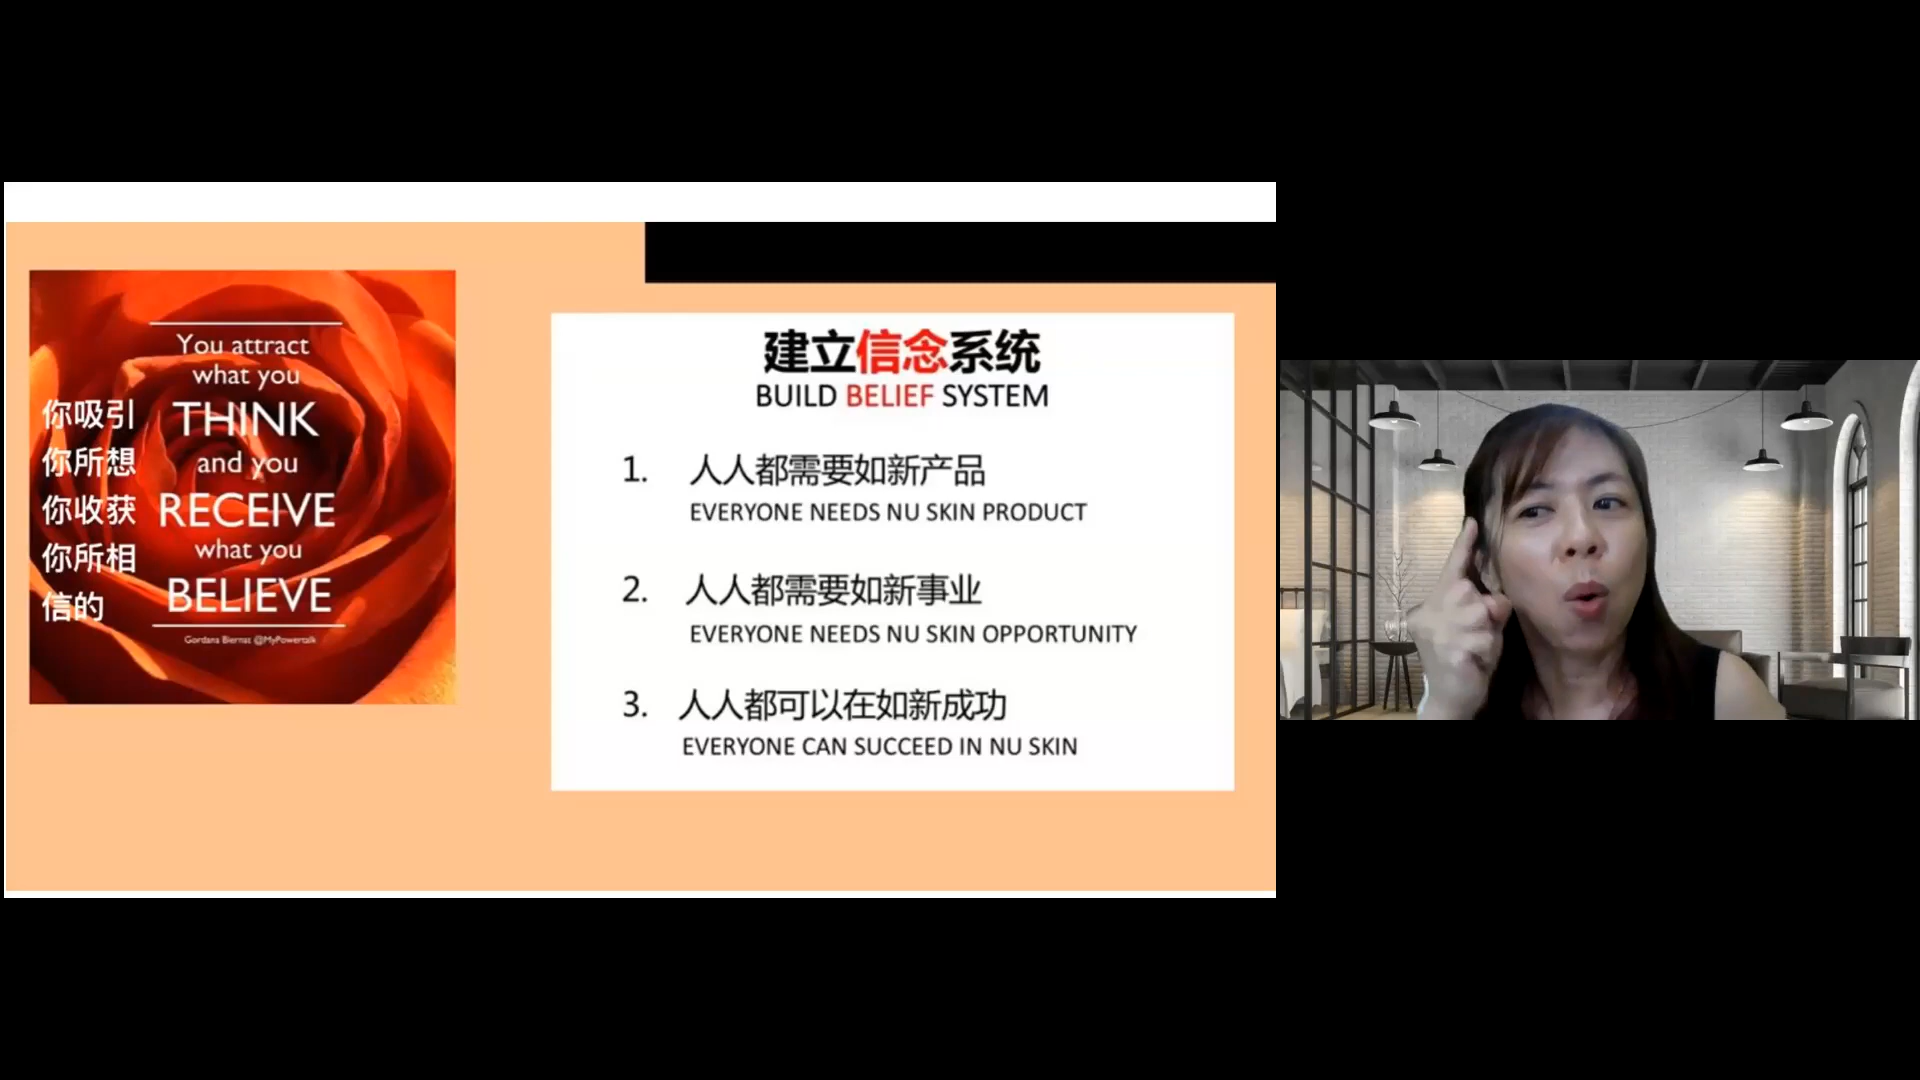 You attract
what you
THINK
and you
RECEIVE
what you
BELIEVE
Gordana Biernat @MyPowertalk
你吸引
你所想
你收获
你所相
信的
建立信念系统
BUILD BELIEF SYSTEM
1. 人人都需要如新产品
EVERYONE NEEDS NU SKIN PRODUCT
2. 人人都需要如新事业
EVERYONE NEEDS NU SKIN OPPORTUNITY
3. 人人都可以在如新成功
EVERYONE CAN SUCCEED IN NU SKIN